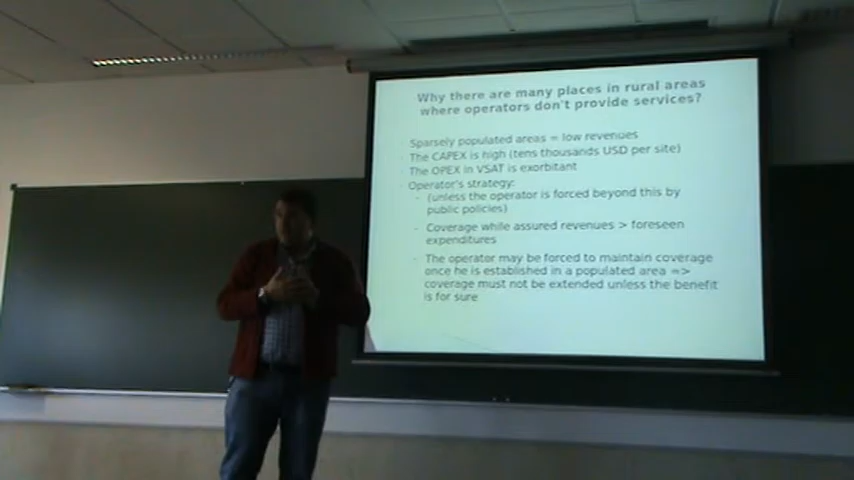 Why there are many places in rural areas
where operators don't provide services?
Sparsely populated areas = low revenues
The CAPEX is high (tens thousands USD per site)
The OPEX in VSAT is exorbitant
Operator's strategy:
- (unless the operator is forced beyond this by
public policies)
- Coverage while assured revenues > foreseen
expenditures
- The operator may be forced to maintain coverage
once he is established in a populated area =>
coverage must not be extended unless the benefit
is for sure